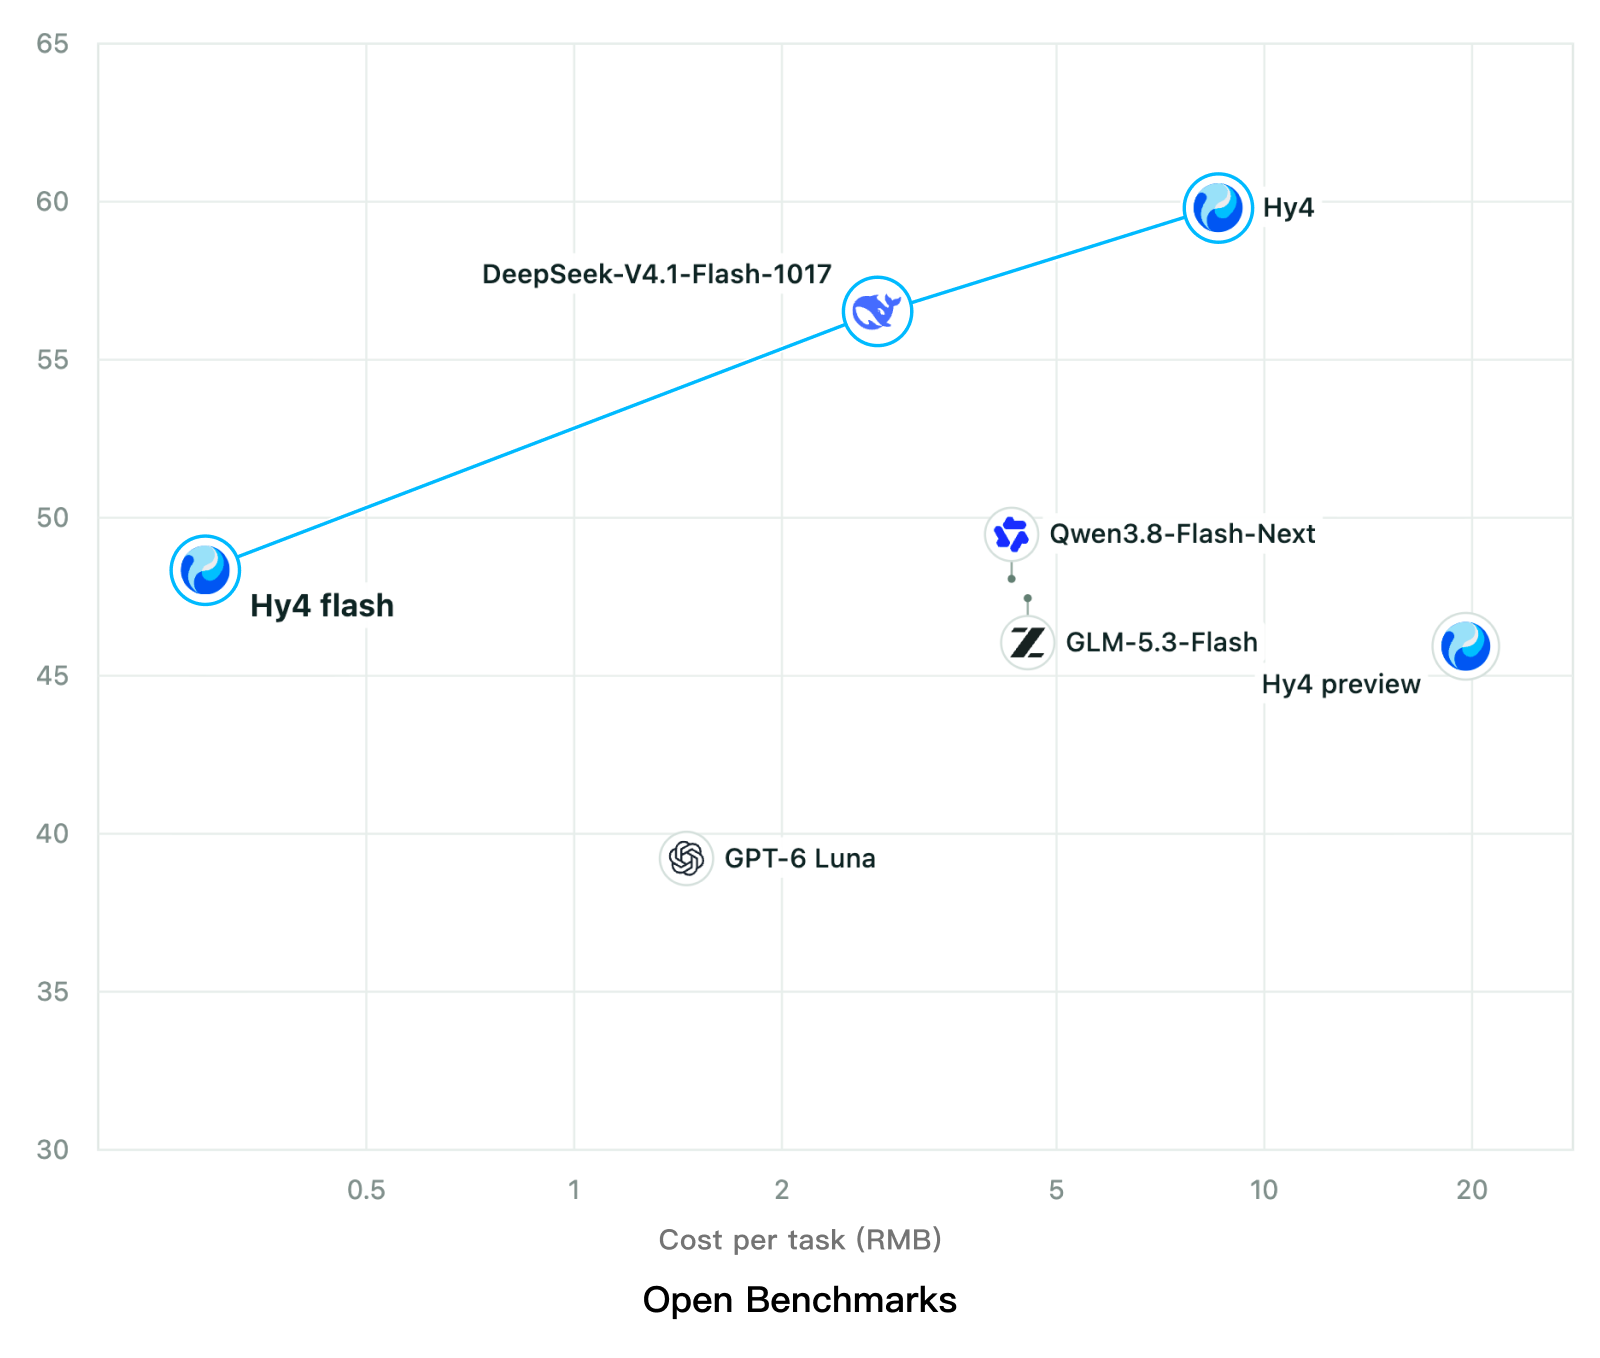 65
60
Hy4
DeepSeek-V4.1-Flash-1017
55
50
Qwen3.8-Flash-Next
Hy4 flash
GLM-5.3-Flash
45
Hy4 preview
40
GPT-6 Luna
35
30
0.5 1 2 5 10 20
Cost per task (RMB)
Open Benchmarks